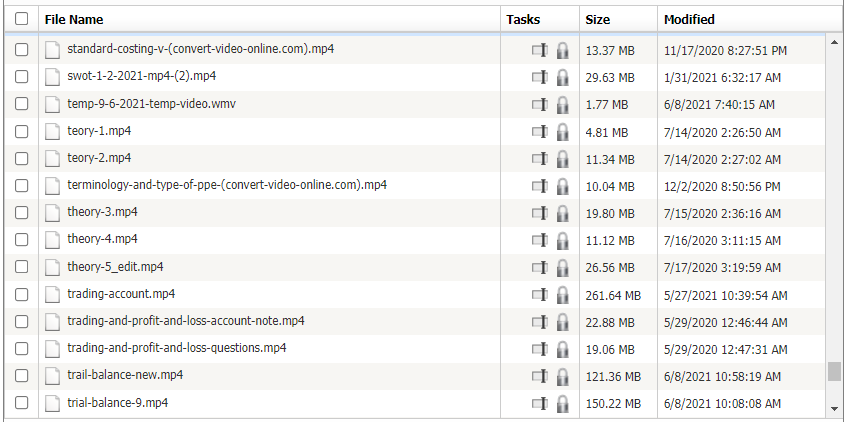 File Name Tasks Size Modified
standard-costing-v-(convert-video-online.com).mp4 13.37 MB 11/17/2020 8:27:51 PM
swot-1-2-2021-mp4-(2).mp4 29.63 MB 1/31/2021 6:32:17 AM
temp-9-6-2021-temp-video.wmv 1.77 MB 6/8/2021 7:40:15 AM
teory-1.mp4 4.81 MB 7/14/2020 2:26:50 AM
teory-2.mp4 11.34 MB 7/14/2020 2:27:02 AM
terminology-and-type-of-ppe-(convert-video-online.com).mp4 10.04 MB 12/2/2020 8:50:56 PM
theory-3.mp4 19.80 MB 7/15/2020 2:36:16 AM
theory-4.mp4 11.12 MB 7/16/2020 3:11:15 AM
theory-5_edit.mp4 26.56 MB 7/17/2020 3:19:59 AM
trading-account.mp4 261.64 MB 5/27/2021 10:39:54 AM
trading-and-profit-and-loss-account-note.mp4 22.88 MB 5/29/2020 12:46:44 AM
trading-and-profit-and-loss-questions.mp4 19.06 MB 5/29/2020 12:47:31 AM
trail-balance-new.mp4 121.36 MB 6/8/2021 10:58:19 AM
trial-balance-9.mp4 150.22 MB 6/8/2021 10:08:08 AM